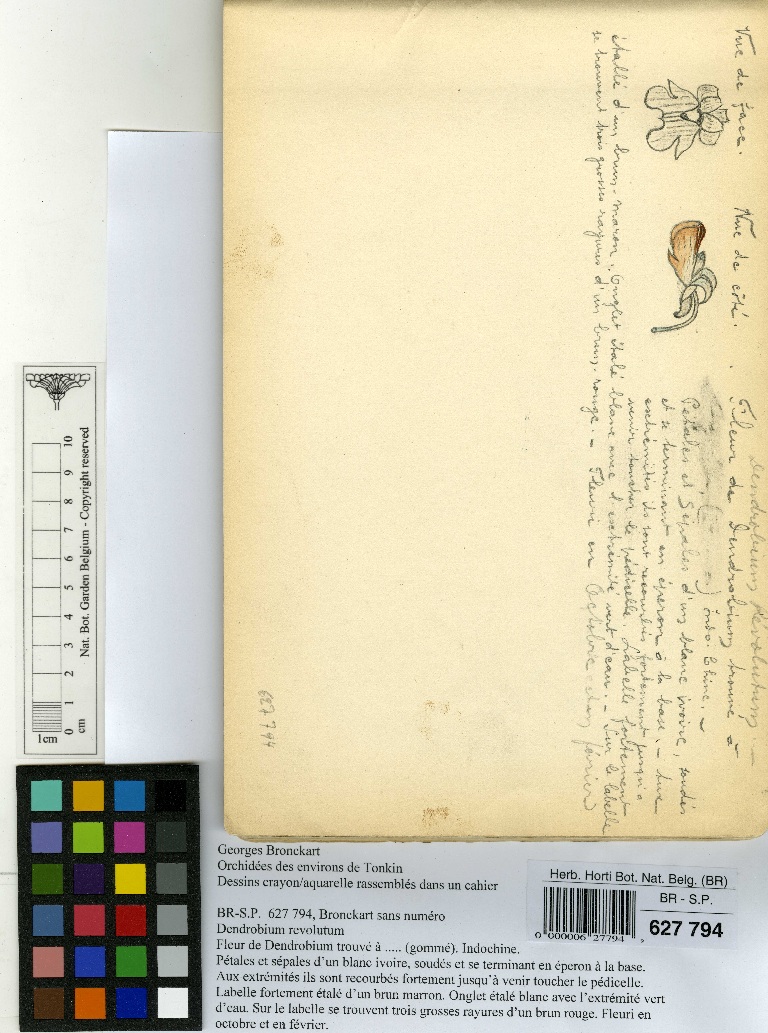 Vue de face. Vue de côté.
Dendrobium revolutum. —
Fleur de Dendrobium trouvé à
Indo-Chine. —
Pétales et Sépales d'un blanc ivoire, soudés
et se terminant en éperon à la base. — Aux
extrémités ils sont recourbés fortement jusqu'à
venir toucher le pédicelle. Labelle fortement
étallé d'un brun-maron. Onglet étalé blanc avec l'extrémité vert d'eau. — Sur le labelle
se trouvent trois grosses rayures d'un brun-rouge. — Fleuri en Octobre et en février
627 794
10
9
8
7
6
5
4
3
2
1
0
cm
1cm
Nat. Bot. Garden Belgium - Copyright reserved
Georges Bronckart
Orchidées des environs de Tonkin
Dessins crayon/aquarelle rassemblés dans un cahier
BR-S.P. 627 794, Bronckart sans numéro
Dendrobium revolutum
Fleur de Dendrobium trouvé à ..... (gommé). Indochine.
Pétales et sépales d'un blanc ivoire, soudés et se terminant en éperon à la base.
Aux extrémités ils sont recourbés fortement jusqu'à venir toucher le pédicelle.
Labelle fortement étalé d'un brun marron. Onglet étalé blanc avec l'extrémité vert
d'eau. Sur le labelle se trouvent trois grosses rayures d'un brun rouge. Fleuri en
octobre et en février.
Herb. Horti Bot. Nat. Belg. (BR)
BR - S.P.
627 794
0 000006 27794